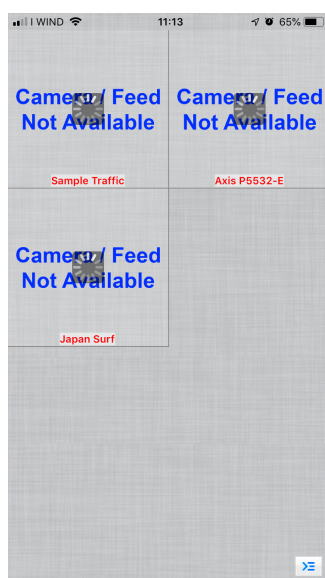 I WIND 11:13 65%
Camera / Feed
Not Available
Sample Traffic
Camera / Feed
Not Available
Axis P5532-E
Camera / Feed
Not Available
Japan Surf